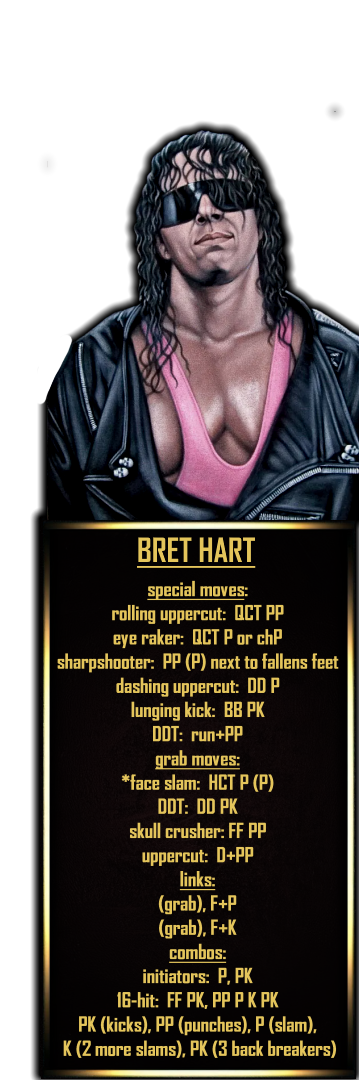 BRET HART
special moves:
rolling uppercut: QCT PP
eye raker: QCT P or chP
sharpshooter: PP (P) next to fallens feet
dashing uppercut: DD P
lunging kick: BB PK
DDT: run+PP
grab moves:
*face slam: HCT P (P)
DDT: DD PK
skull crusher: FF PP
uppercut: D+PP
links:
(grab), F+P
(grab), F+K
combos:
initiators: P, PK
16-hit: FF PK, PP P K PK
PK (kicks), PP (punches), P (slam),
K (2 more slams), PK (3 back breakers)